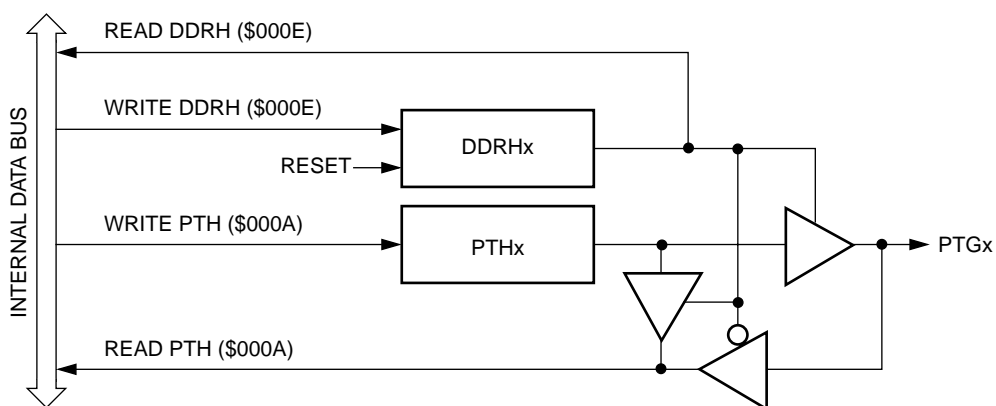 READ DDRH ($000E)
WRITE DDRH ($000E)
DDRHx
RESET
INTERNAL DATA BUS
WRITE PTH ($000A)
PTHx
PTGx
READ PTH ($000A)